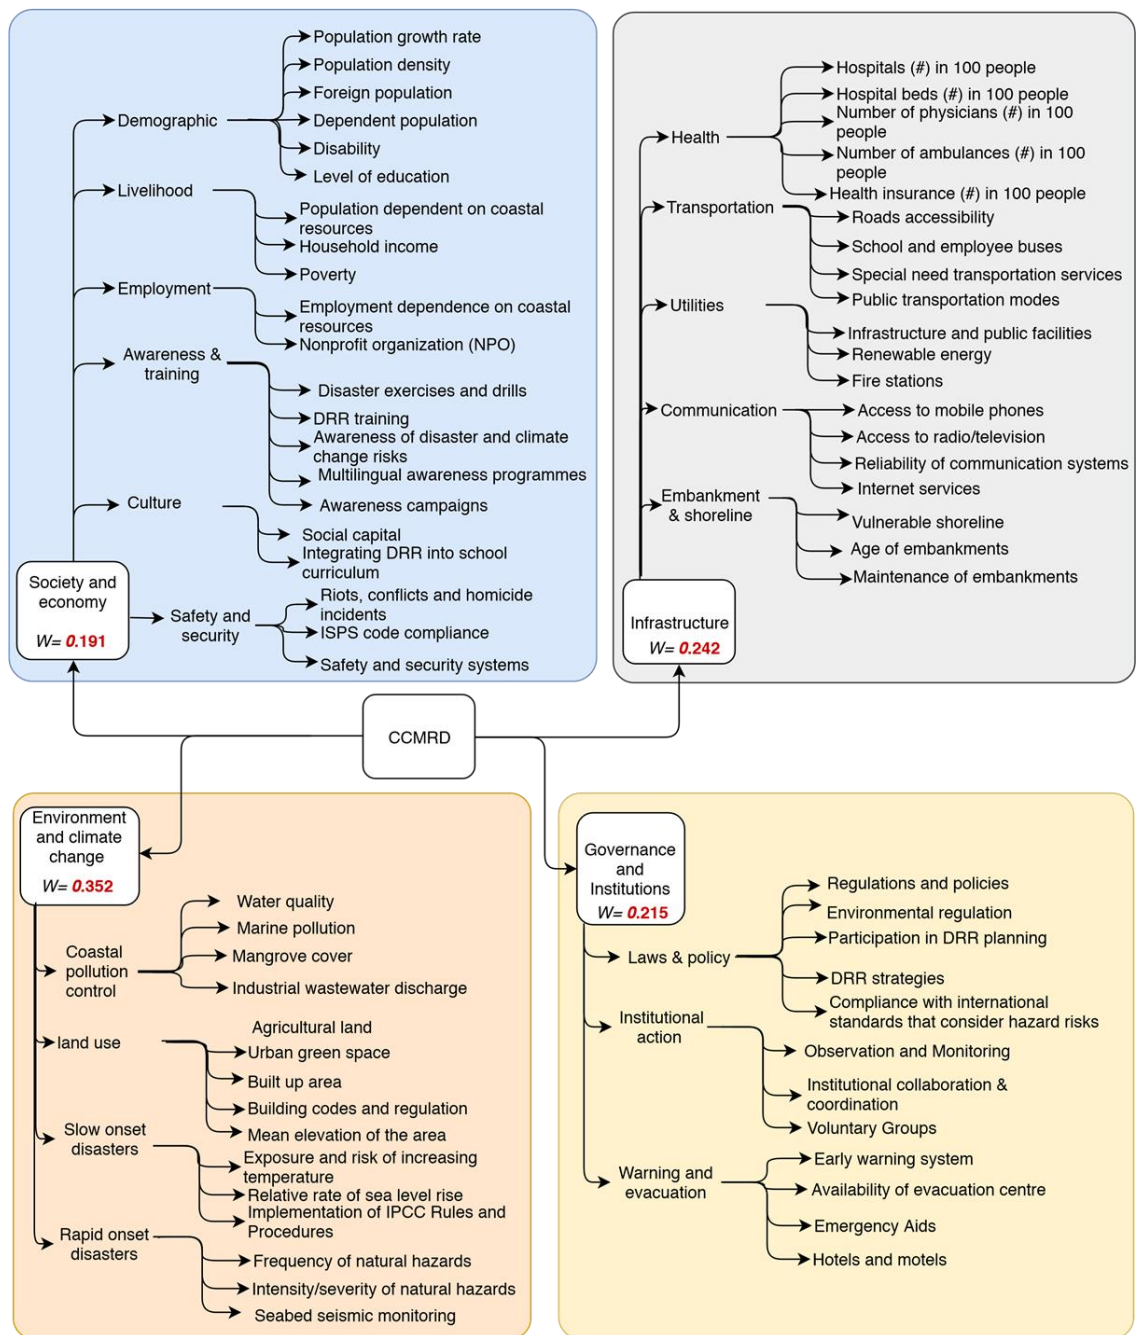 Population growth rate
Population density
Foreign population
Demographic
Dependent population
Disability
Level of education
Livelihood
Population dependent on coastal
resources
Household income
Poverty
Employment
Employment dependence on coastal
resources
Nonprofit organization (NPO)
Awareness &
training
Disaster exercises and drills
DRR training
Awareness of disaster and climate
change risks
Multilingual awareness programmes
Awareness campaigns
Culture
Social capital
Integrating DRR into school
curriculum
Society and
economy
W= 0.191
Safety and
security
Riots, conflicts and homicide
incidents
ISPS code compliance
Safety and security systems
Hospitals (#) in 100 people
Hospital beds (#) in 100 people
Number of physicians (#) in 100
people
Health
Number of ambulances (#) in 100
people
Health insurance (#) in 100 people
Transportation
Roads accessibility
School and employee buses
Special need transportation services
Public transportation modes
Utilities
Infrastructure and public facilities
Renewable energy
Fire stations
Communication
Access to mobile phones
Access to radio/television
Reliability of communication systems
Internet services
Embankment
& shoreline
Vulnerable shoreline
Age of embankments
Maintenance of embankments
Infrastructure
W= 0.242
CCMRD
Environment
and climate
change
W= 0.352
Water quality
Marine pollution
Coastal
pollution
control
Mangrove cover
Industrial wastewater discharge
land use
Agricultural land
Urban green space
Built up area
Building codes and regulation
Mean elevation of the area
Slow onset
disasters
Exposure and risk of increasing
temperature
Relative rate of sea level rise
Implementation of IPCC Rules and
Procedures
Rapid onset
disasters
Frequency of natural hazards
Intensity/severity of natural hazards
Seabed seismic monitoring
Governance
and
Institutions
W= 0.215
Regulations and policies
Environmental regulation
Participation in DRR planning
Laws & policy
DRR strategies
Compliance with international
standards that consider hazard risks
Institutional
action
Observation and Monitoring
Institutional collaboration &
coordination
Voluntary Groups
Warning and
evacuation
Early warning system
Availability of evacuation centre
Emergency Aids
Hotels and motels